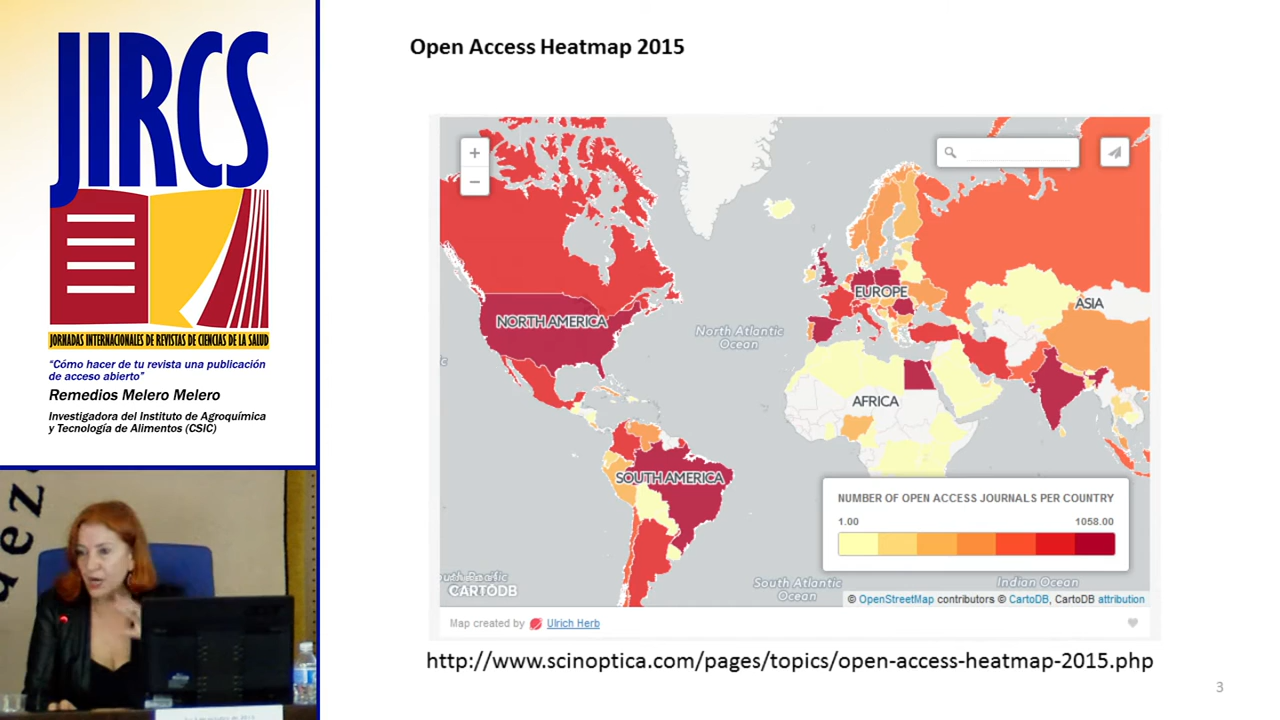 JIRCS
JORNADAS INTERNACIONALES DE REVISTAS DE CIENCIAS DE LA SALUD
"Cómo hacer de tu revista una publicación
de acceso abierto"
Remedios Melero Melero
Investigadora del Instituto de Agroquímica
y Tecnología de Alimentos (CSIC)
dez
Open Access Heatmap 2015
+
−
EUROPE
ASIA
NORTH AMERICA
North Atlantic
Ocean
AFRICA
SOUTH AMERICA
NUMBER OF OPEN ACCESS JOURNALS PER COUNTRY
1.00 1058.00
CARTODB
South Atlantic
Ocean
Indian Ocean
© OpenStreetMap contributors © CartoDB, CartoDB attribution
Map created by Ulrich Herb
http://www.scinoptica.com/pages/topics/open-access-heatmap-2015.php
3